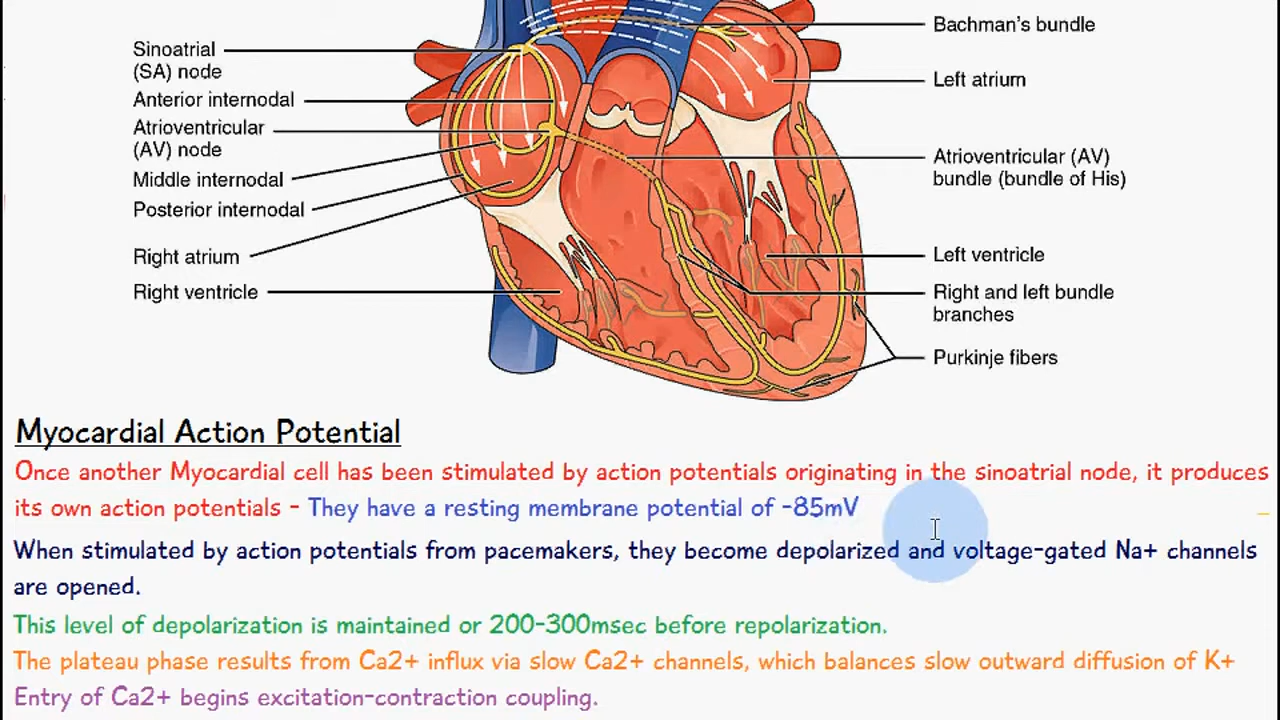 Sinoatrial
(SA) node
Anterior internodal
Atrioventricular
(AV) node
Middle internodal
Posterior internodal
Right atrium
Right ventricle
Bachman's bundle
Left atrium
Atrioventricular (AV)
bundle (bundle of His)
Left ventricle
Right and left bundle
branches
Purkinje fibers
Myocardial Action Potential
Once another Myocardial cell has been stimulated by action potentials originating in the sinoatrial node, it produces
its own action potentials - They have a resting membrane potential of -85mV
When stimulated by action potentials from pacemakers, they become depolarized and voltage-gated Na+ channels
are opened.
This level of depolarization is maintained or 200-300msec before repolarization.
The plateau phase results from Ca2+ influx via slow Ca2+ channels, which balances slow outward diffusion of K+
Entry of Ca2+ begins excitation-contraction coupling.